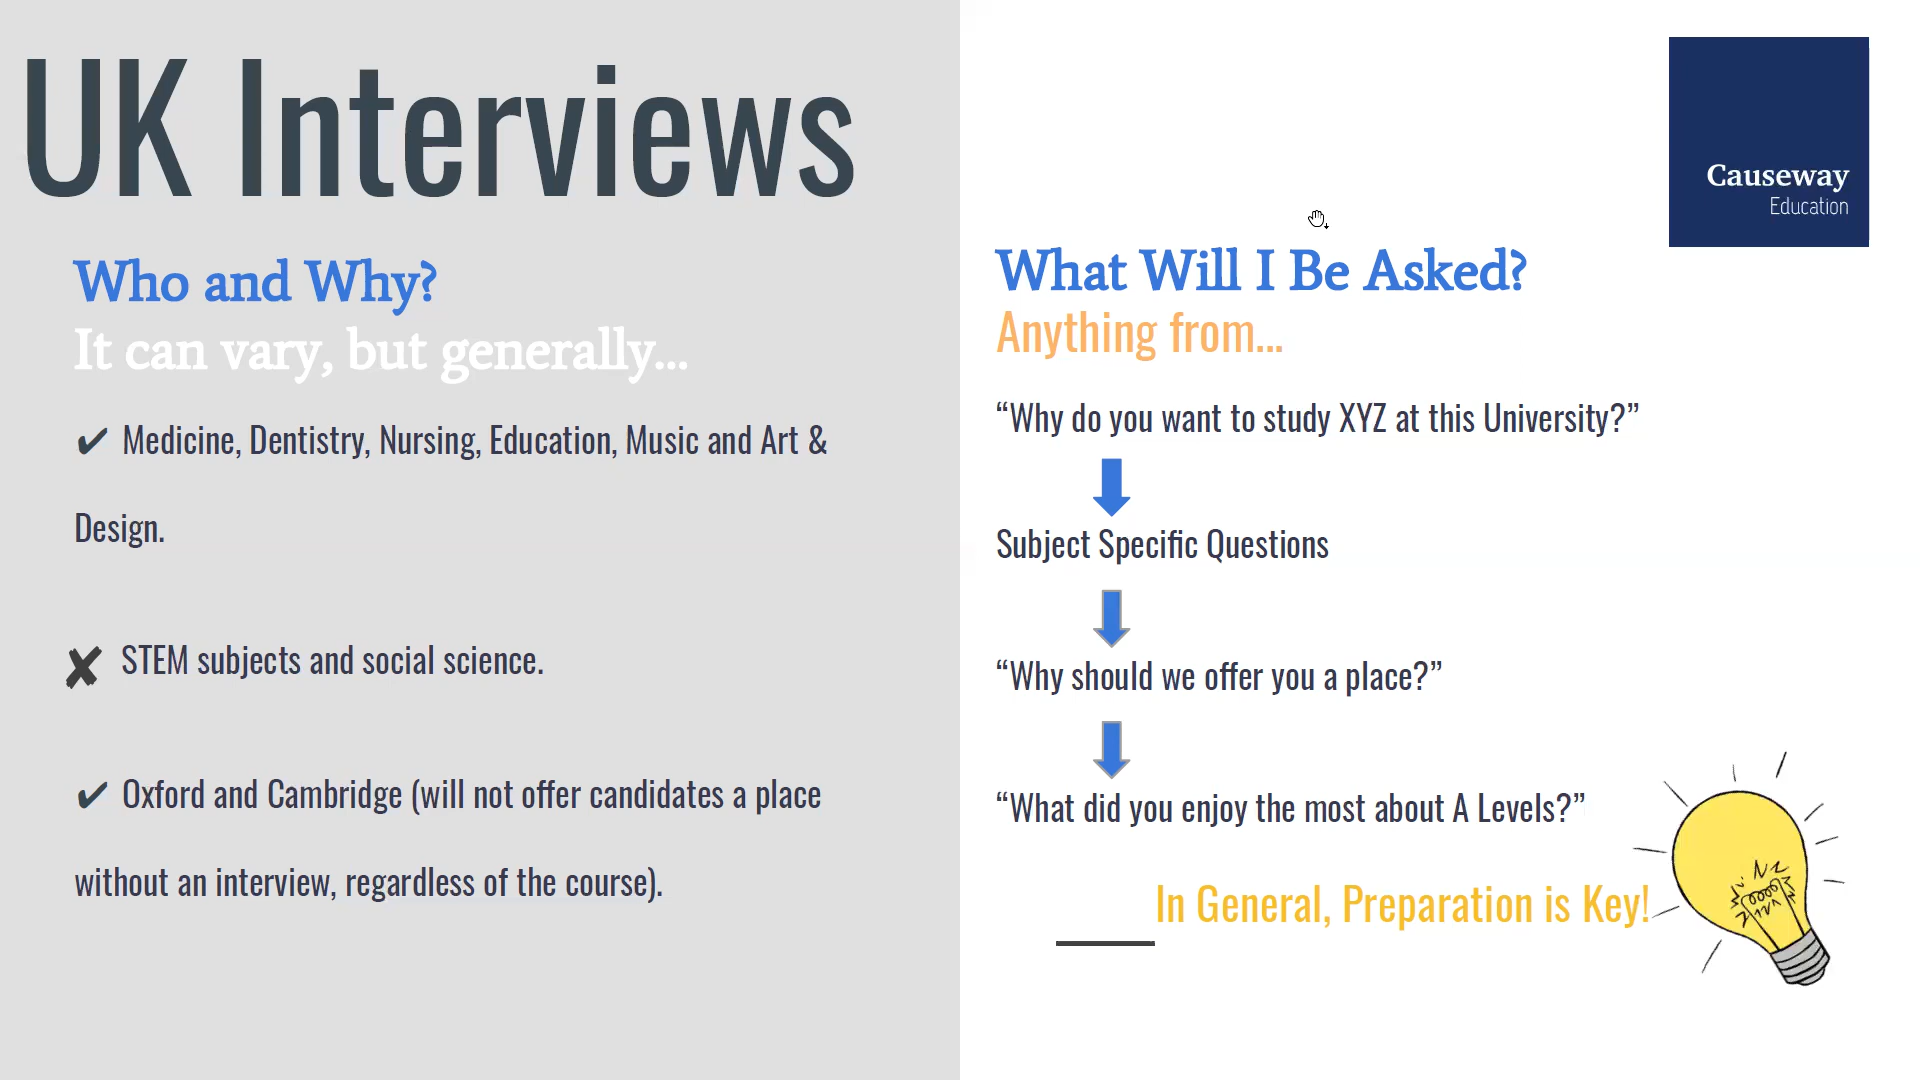 UK Interviews
Who and Why?
It can vary, but generally...
✔ Medicine, Dentistry, Nursing, Education, Music and Art &
Design.
✘ STEM subjects and social science.
✔ Oxford and Cambridge (will not offer candidates a place
without an interview, regardless of the course).
Causeway
Education
What Will I Be Asked?
Anything from...
“Why do you want to study XYZ at this University?”
Subject Specific Questions
“Why should we offer you a place?”
“What did you enjoy the most about A Levels?”
In General, Preparation is Key!